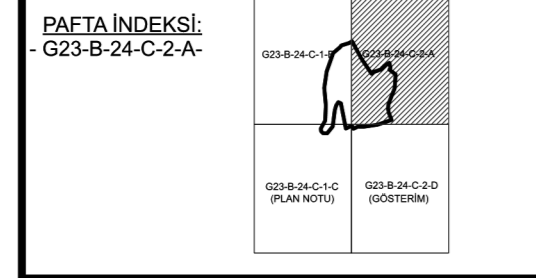 PAFTA İNDEKSİ:
- G23-B-24-C-2-A-
G23-B-24-C-1-B
G23-B-24-C-2-A
G23-B-24-C-1-C
(PLAN NOTU)
G23-B-24-C-2-D
(GÖSTERİM)